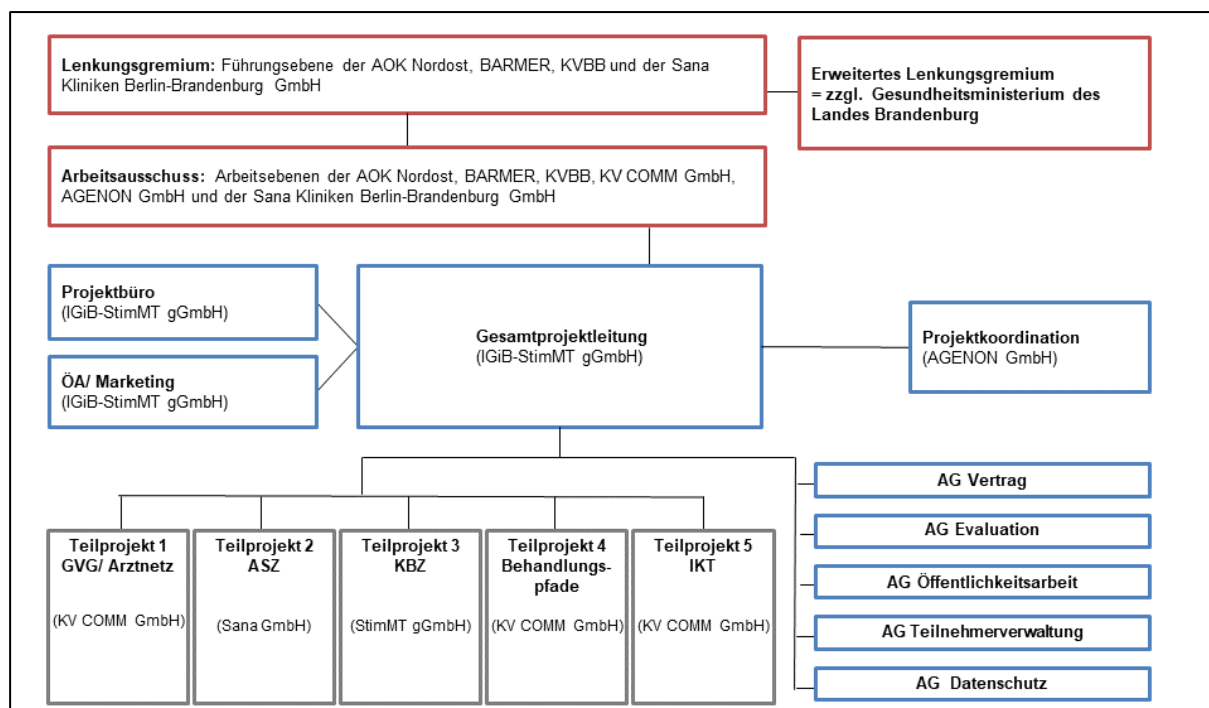 Lenkungsgremium: Führungsebene der AOK Nordost, BARMER, KVBB und der Sana
Kliniken Berlin-Brandenburg GmbH
Erweitertes Lenkungsgremium
= zzgl. Gesundheitsministerium des
Landes Brandenburg
Arbeitsausschuss: Arbeitsebenen der AOK Nordost, BARMER, KVBB, KV COMM GmbH,
AGENON GmbH und der Sana Kliniken Berlin-Brandenburg GmbH
Projektbüro
(IGiB-StimMT gGmbH)
ÖA/ Marketing
(IGiB-StimMT gGmbH)
Gesamtprojektleitung
(IGiB-StimMT gGmbH)
Projektkoordination
(AGENON GmbH)
Teilprojekt 1
GVG/ Arztnetz
(KV COMM GmbH)
Teilprojekt 2
ASZ
(Sana GmbH)
Teilprojekt 3
KBZ
(StimMT gGmbH)
Teilprojekt 4
Behandlungs-
pfade
(KV COMM GmbH)
Teilprojekt 5
IKT
(KV COMM GmbH)
AG Vertrag
AG Evaluation
AG Öffentlichkeitsarbeit
AG Teilnehmerverwaltung
AG Datenschutz